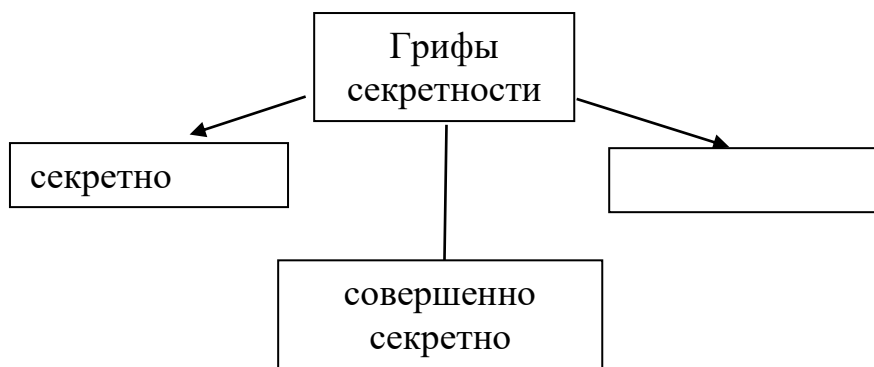 Грифы
секретности
секретно
совершенно
секретно